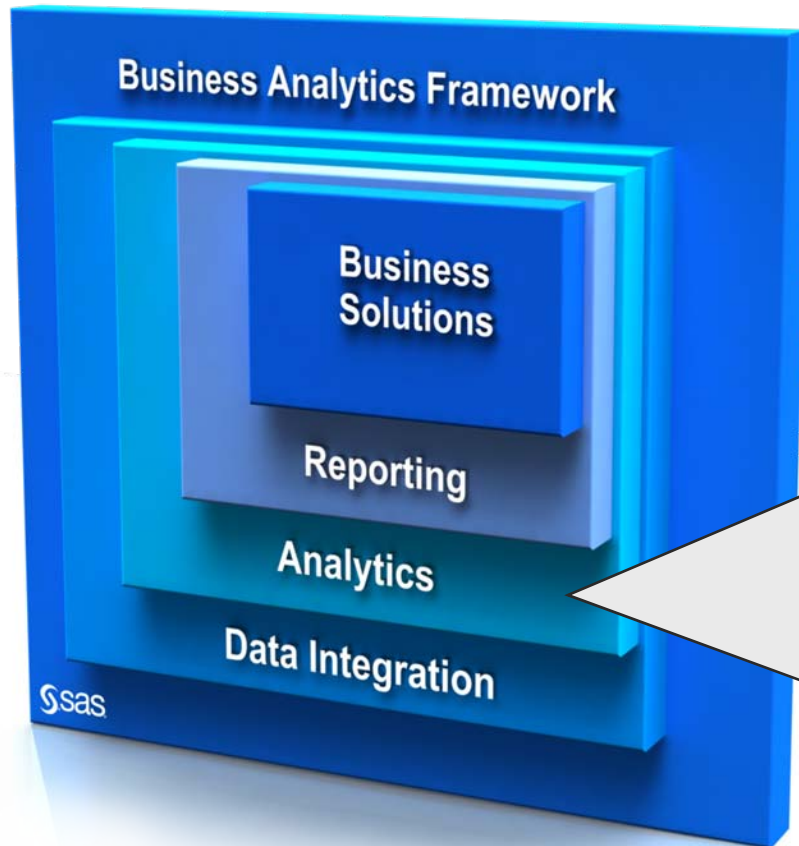 Business Analytics Framework
Business
Solutions
Reporting
Analytics
Data Integration
sas